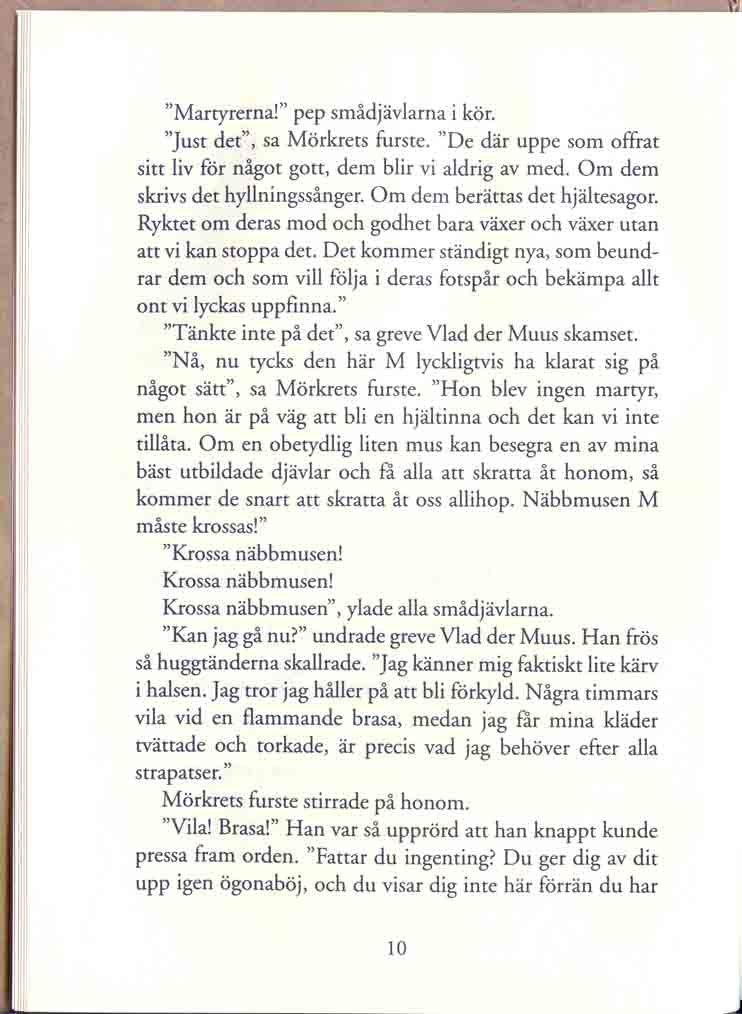 ”Martyrerna!” pep smådjävlarna i kör.
”Just det”, sa Mörkrets furste. ”De där uppe som offrat
sitt liv för något gott, dem blir vi aldrig av med. Om dem
skrivs det hyllningssånger. Om dem berättas det hjältesagor.
Ryktet om deras mod och godhet bara växer och växer utan
att vi kan stoppa det. Det kommer ständigt nya, som beund-
rar dem och som vill följa i deras fotspår och bekämpa allt
ont vi lyckas uppfinna.”
”Tänkte inte på det”, sa greve Vlad der Muus skamset.
”Nå, nu tycks den här M lyckligtvis ha klarat sig på
något sätt”, sa Mörkrets furste. ”Hon blev ingen martyr,
men hon är på väg att bli en hjältinna och det kan vi inte
tillåta. Om en obetydlig liten mus kan besegra en av mina
bäst utbildade djävlar och få alla att skratta åt honom, så
kommer de snart att skratta åt oss allihop. Näbbmusen M
måste krossas!”
”Krossa näbbmusen!
Krossa näbbmusen!
Krossa näbbmusen”, ylade alla smådjävlarna.
”Kan jag gå nu?” undrade greve Vlad der Muus. Han frös
så huggtänderna skallrade. ”Jag känner mig faktiskt lite kärv
i halsen. Jag tror jag håller på att bli förkyld. Några timmars
vila vid en flammande brasa, medan jag får mina kläder
tvättade och torkade, är precis vad jag behöver efter alla
strapatser.”
Mörkrets furste stirrade på honom.
”Vila! Brasa!” Han var så upprörd att han knappt kunde
pressa fram orden. ”Fattar du ingenting? Du ger dig av dit
upp igen ögonaböj, och du visar dig inte här förrän du har
10